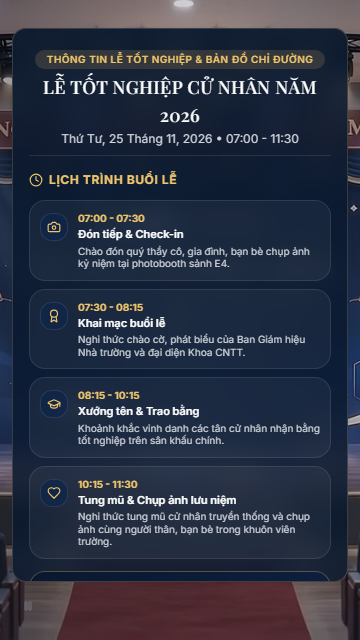 THÔNG TIN LỄ TỐT NGHIỆP & BẢN ĐỒ CHỈ ĐƯỜNG
LỄ TỐT NGHIỆP CỬ NHÂN NĂM
2026
Thứ Tư, 25 Tháng 11, 2026 • 07:00 - 11:30
LỊCH TRÌNH BUỔI LỄ
07:00 - 07:30
Đón tiếp & Check-in
Chào đón quý thầy cô, gia đình, bạn bè chụp ảnh
kỷ niệm tại photobooth sảnh E4.
07:30 - 08:15
Khai mạc buổi lễ
Nghi thức chào cờ, phát biểu của Ban Giám hiệu
Nhà trường và đại diện Khoa CNTT.
08:15 - 10:15
Xướng tên & Trao bằng
Khoảnh khắc vinh danh các tân cử nhân nhận bằng
tốt nghiệp trên sân khấu chính.
10:15 - 11:30
Tung mũ & Chụp ảnh lưu niệm
Nghi thức tung mũ cử nhân truyền thống và chụp
ảnh cùng người thân, bạn bè trong khuôn viên
trường.